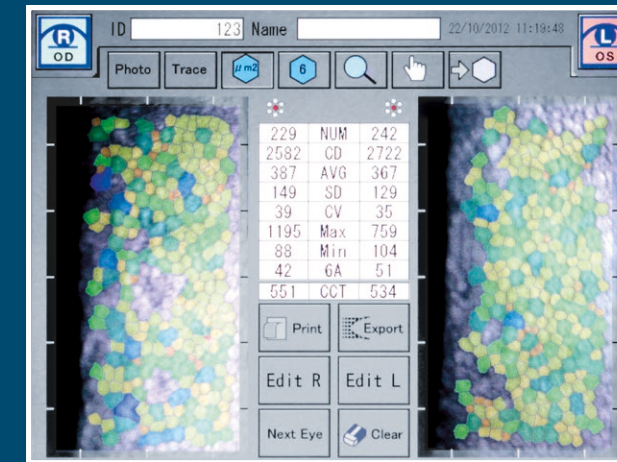 R
OD
ID 123 Name 22/10/2012 11:19:48
L
OS
Photo Trace μm2 6
229 NUM 242
2582 CD 2722
387 AVG 367
149 SD 129
39 CV 35
1195 Max 759
88 Min 104
42 6A 51
551 CCT 534
Print Export
Edit R Edit L
Next Eye Clear